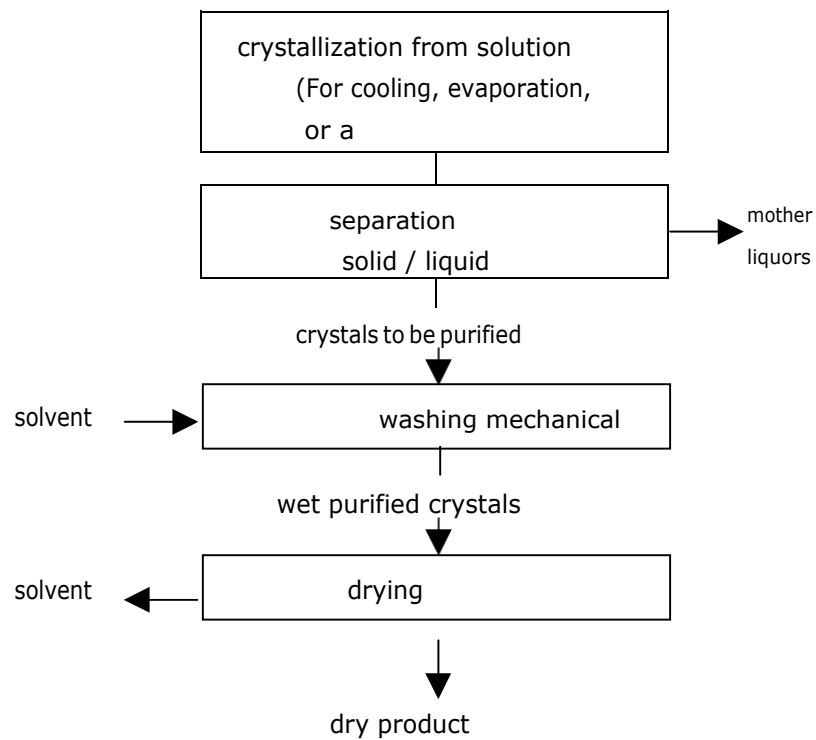 crystallization from solution
(For cooling, evaporation,
or a
separation
solid / liquid
mother
liquors
crystals to be purified
solvent
washing mechanical
wet purified crystals
solvent
drying
dry product